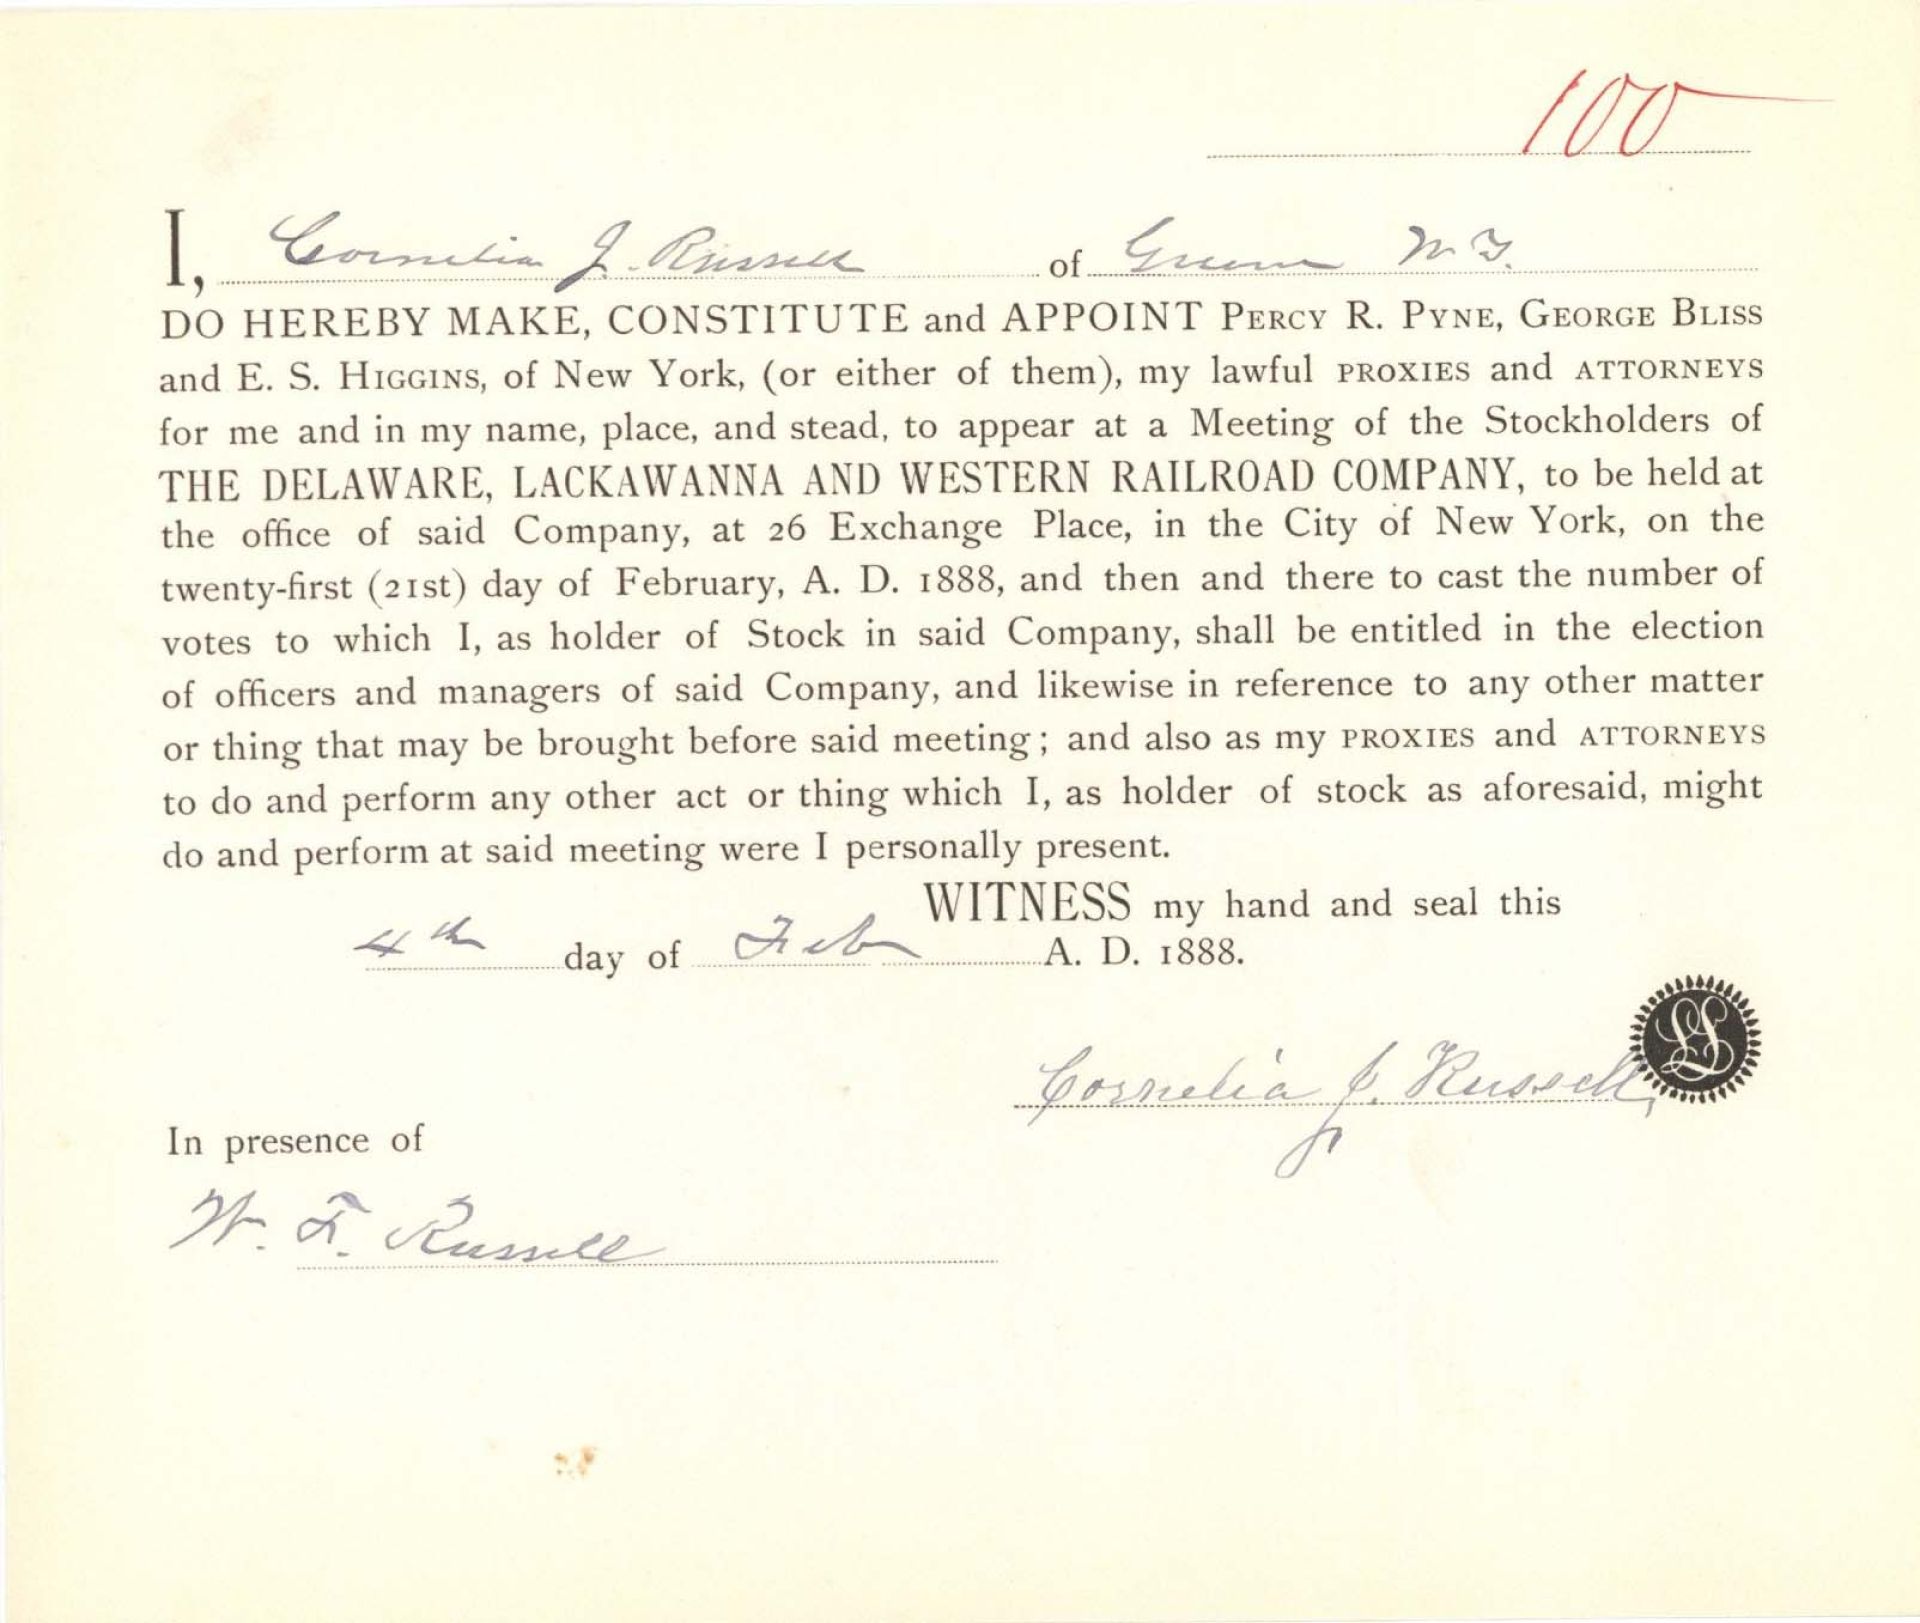 100
I, Cornelia J. Russell of Greene N.Y.
DO HEREBY MAKE, CONSTITUTE and APPOINT PERCY R. PYNE, GEORGE BLISS
and E. S. HIGGINS, of New York, (or either of them), my lawful PROXIES and ATTORNEYS
for me and in my name, place, and stead, to appear at a Meeting of the Stockholders of
THE DELAWARE, LACKAWANNA AND WESTERN RAILROAD COMPANY, to be held at
the office of said Company, at 26 Exchange Place, in the City of New York, on the
twenty-first (21st) day of February, A. D. 1888, and then and there to cast the number of
votes to which I, as holder of Stock in said Company, shall be entitled in the election
of officers and managers of said Company, and likewise in reference to any other matter
or thing that may be brought before said meeting; and also as my PROXIES and ATTORNEYS
to do and perform any other act or thing which I, as holder of stock as aforesaid, might
do and perform at said meeting were I personally present.
WITNESS my hand and seal this
4th day of Feb A. D. 1888.
LS
Cornelia J. Russell,
In presence of
W. F. Russell